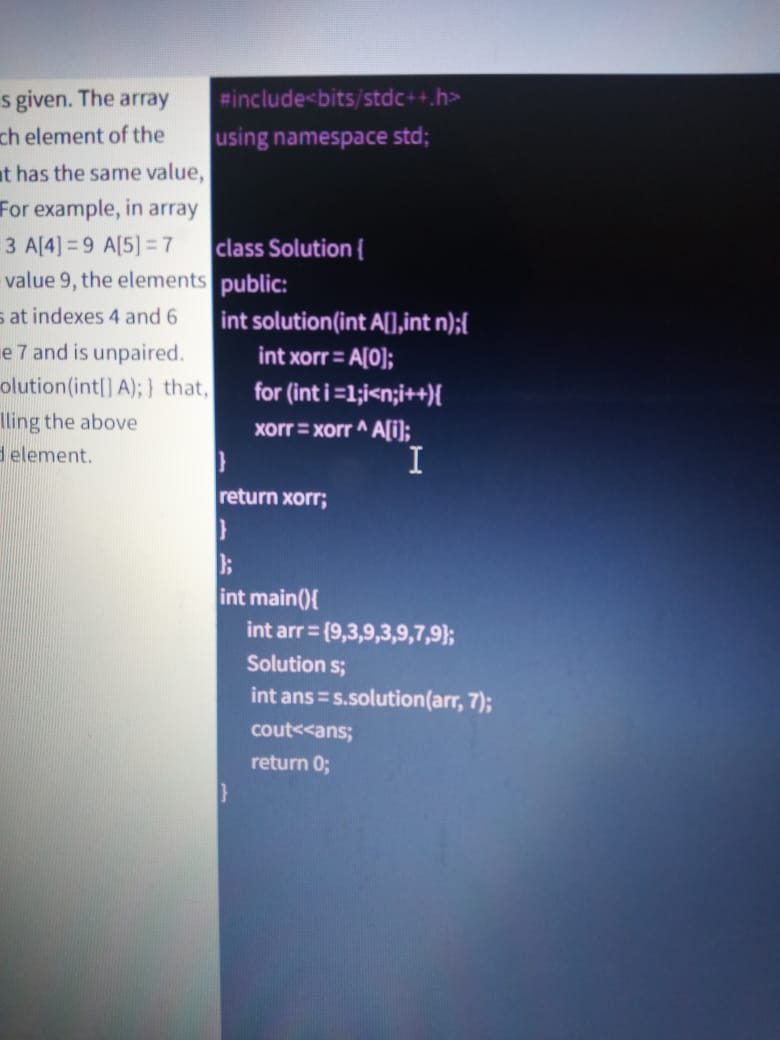 s given. The array
ch element of the
t has the same value,
For example, in array
3 A[4] = 9 A[5] = 7
value 9, the elements
s at indexes 4 and 6
e 7 and is unpaired.
olution(int[] A); } that,
lling the above
d element.
#include<bits/stdc++.h>
using namespace std;
class Solution {
public:
int solution(int A[],int n);{
int xorr = A[0];
for (int i =1;i<n;i++){
xorr = xorr ^ A[i];
}
return xorr;
}
};
int main(){
int arr = {9,3,9,3,9,7,9};
Solution s;
int ans = s.solution(arr, 7);
cout<<ans;
return 0;
}